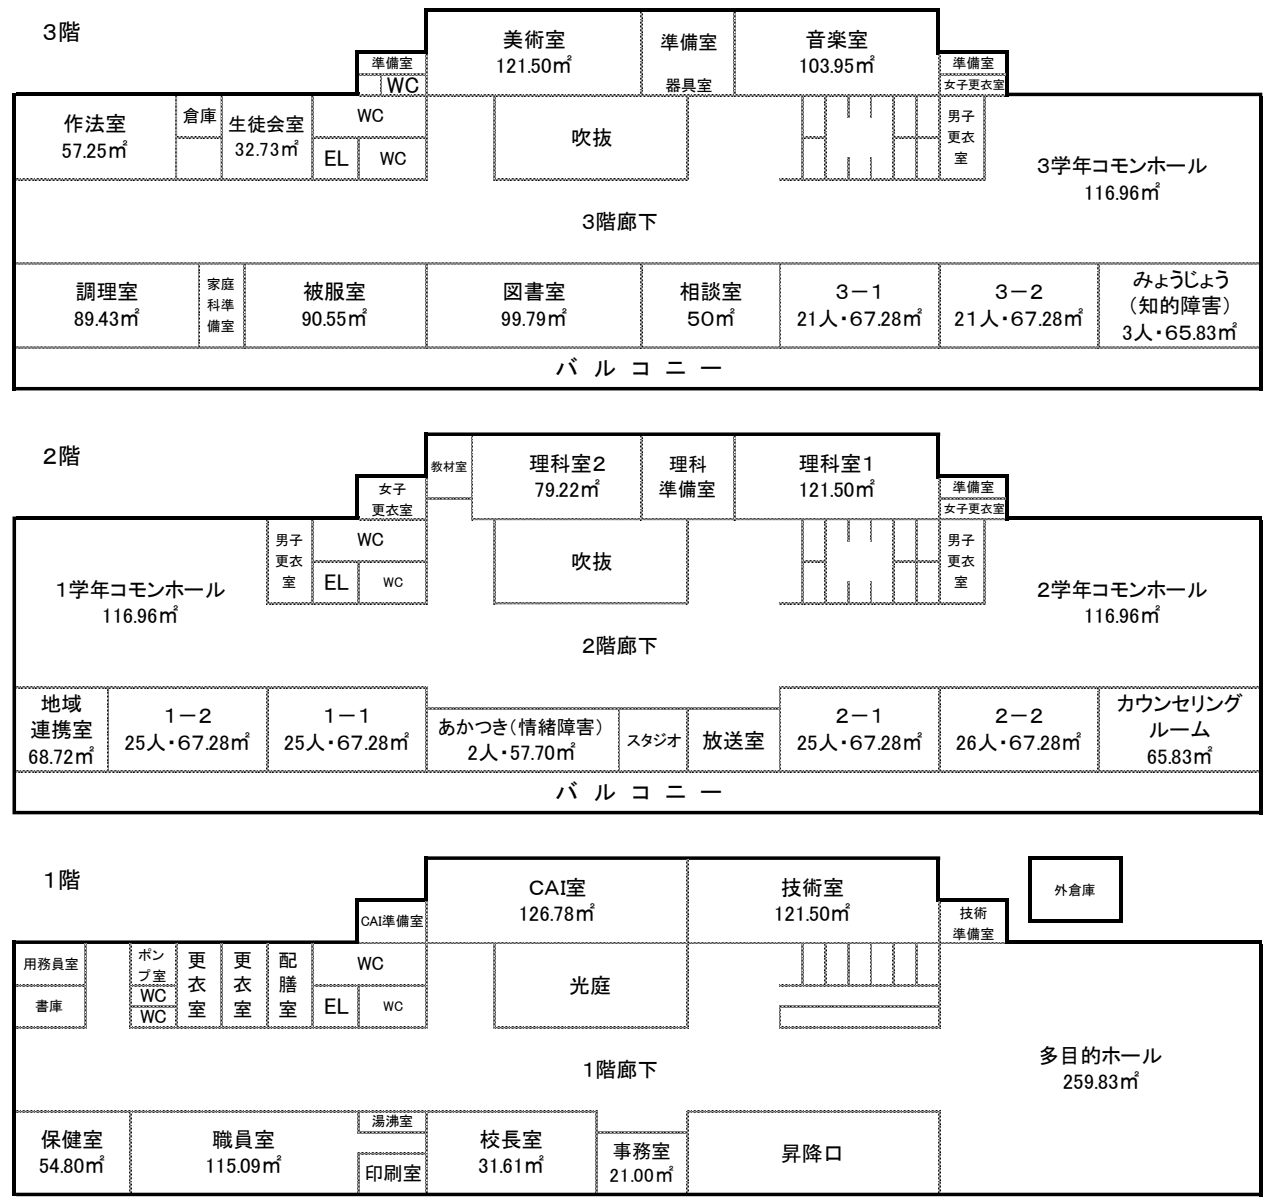 3階
美術室
121.50㎡
準備室
器具室
音楽室
103.95㎡
準備室
WC
準備室
女子更衣室
作法室
57.25㎡
倉庫
生徒会室
32.73㎡
WC
EL
WC
吹抜
男子
更衣
室
3学年コモンホール
116.96㎡
3階廊下
調理室
89.43㎡
家庭
科準
備室
被服室
90.55㎡
図書室
99.79㎡
相談室
50㎡
3－1
21人・67.28㎡
3－2
21人・67.28㎡
みょうじょう
（知的障害）
3人・65.83㎡
バルコニー
2階
教材室
理科室2
79.22㎡
理科
準備室
理科室1
121.50㎡
女子
更衣室
準備室
女子更衣室
1学年コモンホール
116.96㎡
男子
更衣
室
WC
EL
WC
吹抜
男子
更衣
室
2学年コモンホール
116.96㎡
2階廊下
地域
連携室
68.72㎡
1－2
25人・67.28㎡
1－1
25人・67.28㎡
あかつき（情緒障害）
2人・57.70㎡
スタジオ
放送室
2－1
25人・67.28㎡
2－2
26人・67.28㎡
カウンセリング
ルーム
65.83㎡
バルコニー
1階
CAI室
126.78㎡
技術室
121.50㎡
外倉庫
CAI準備室
技術
準備室
用務員室
書庫
ポン
プ室
WC
WC
更衣室
更衣室
配膳室
WC
EL
WC
光庭
1階廊下
多目的ホール
259.83㎡
保健室
54.80㎡
職員室
115.09㎡
湯沸室
印刷室
校長室
31.61㎡
事務室
21.00㎡
昇降口